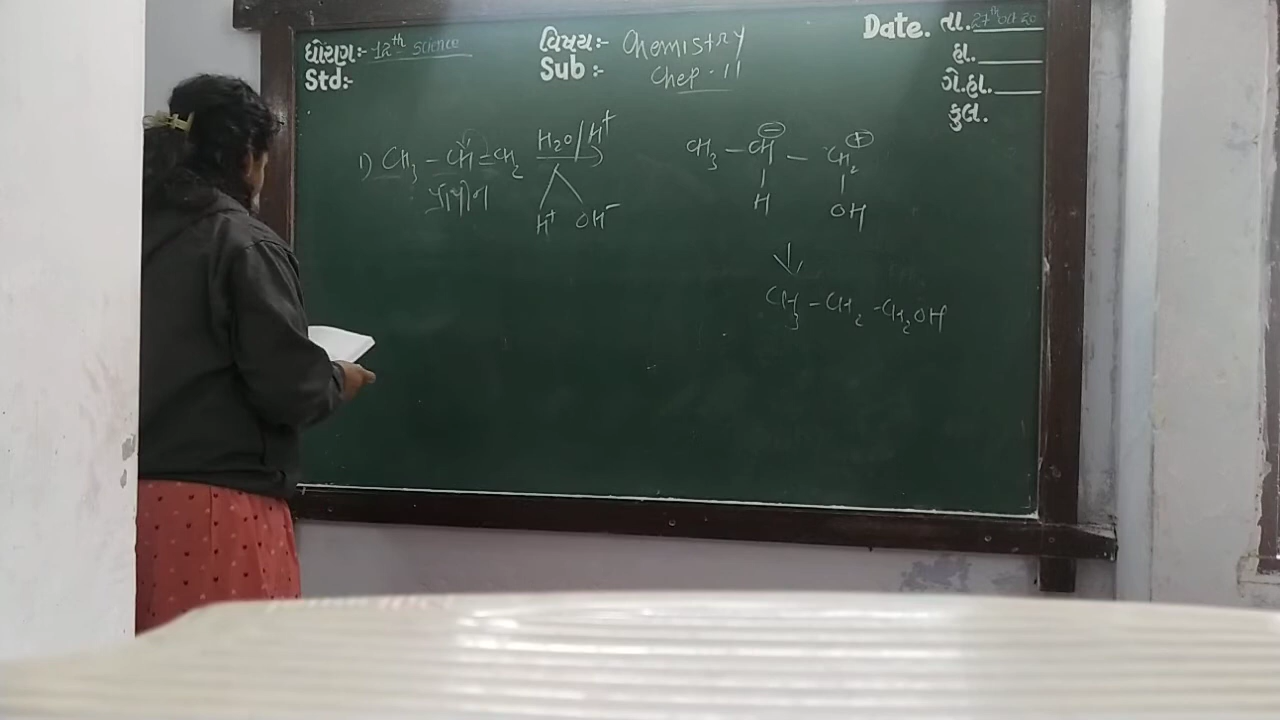 ધોરણ:- 12th Science
Std:-
વિષય:- Chemistry
Sub:- Chep. 11
Date. તા. 27th Oct 20
હા.
ગે.હા.
કુલ.
1) CH3 - CH = CH2 H2O/H+
પ્રોપીન
H+ OH-
CH3 - CH⊖ - CH2⊕
H OH
↓
CH3 - CH2 - CH2OH